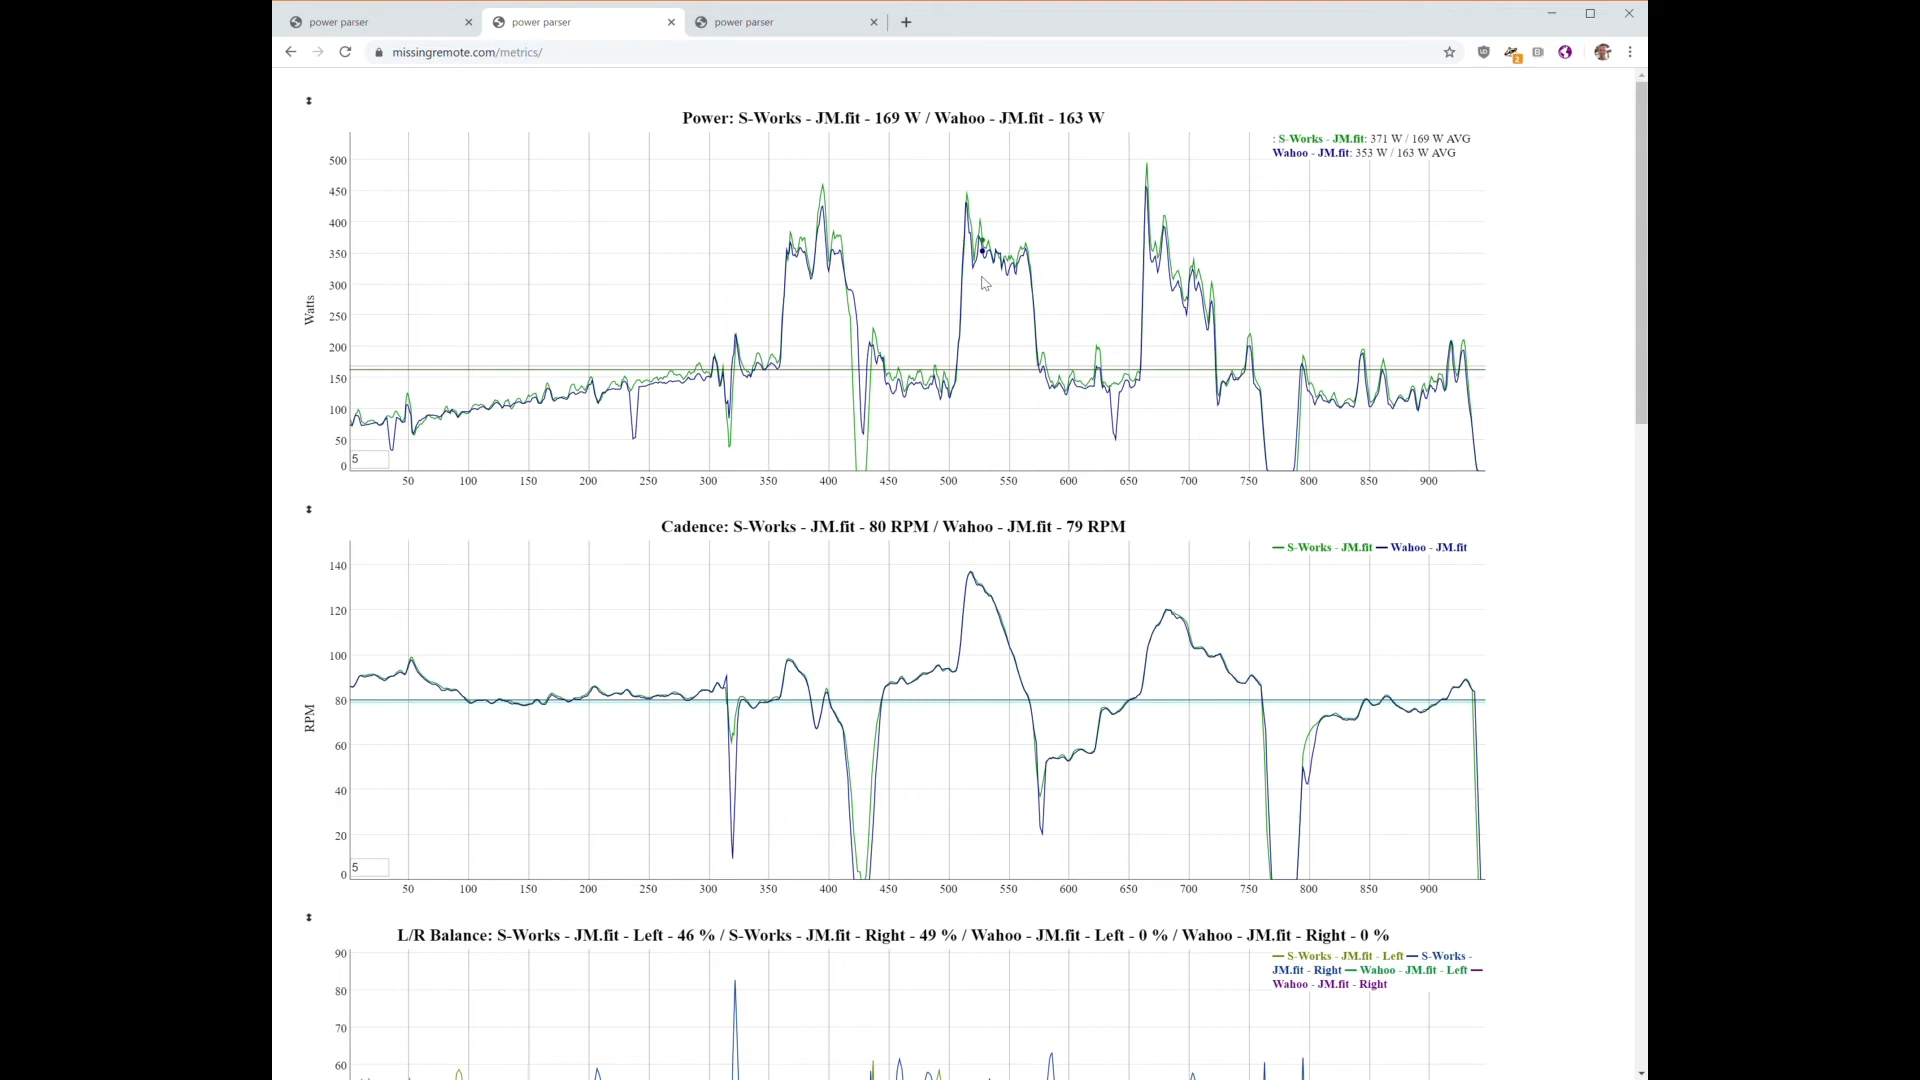 power parser
power parser
power parser
missingremote.com/metrics/
2
Power: S-Works - JM.fit - 169 W / Wahoo - JM.fit - 163 W
: S-Works - JM.fit: 371 W / 169 W AVG
Wahoo - JM.fit: 353 W / 163 W AVG
500
450
400
350
300
250
200
150
100
50
0
Watts
5
50 100 150 200 250 300 350 400 450 500 550 600 650 700 750 800 850 900
Cadence: S-Works - JM.fit - 80 RPM / Wahoo - JM.fit - 79 RPM
S-Works - JM.fit Wahoo - JM.fit
140
120
100
80
60
40
20
0
RPM
5
50 100 150 200 250 300 350 400 450 500 550 600 650 700 750 800 850 900
L/R Balance: S-Works - JM.fit - Left - 46 % / S-Works - JM.fit - Right - 49 % / Wahoo - JM.fit - Left - 0 % / Wahoo - JM.fit - Right - 0 %
S-Works - JM.fit - Left S-Works -
JM.fit - Right Wahoo - JM.fit - Left
Wahoo - JM.fit - Right
90
80
70
60